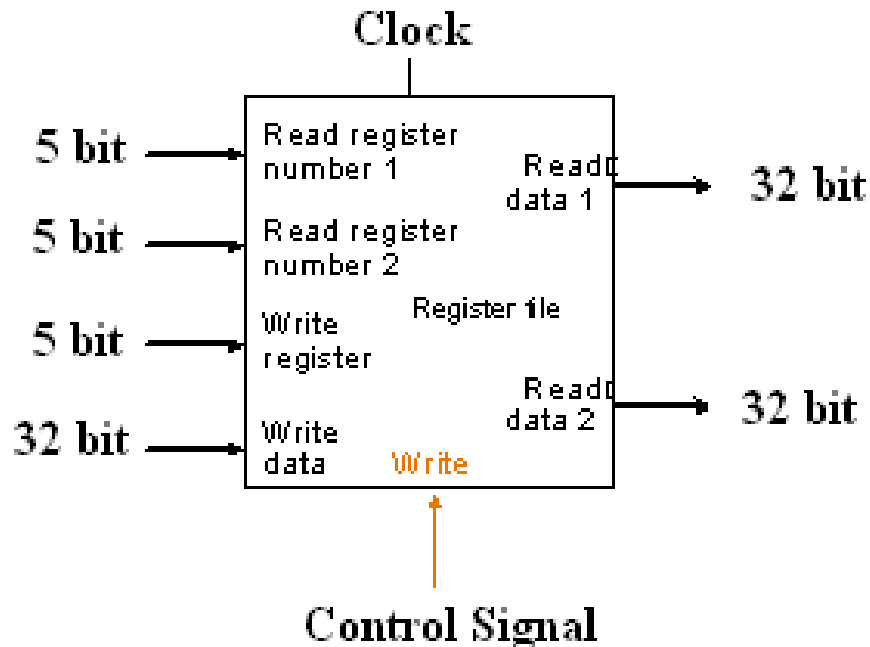 Clock
5 bit
Read register
number 1
Read
data 1
32 bit
5 bit
Read register
number 2
Register file
5 bit
Write
register
Read
data 2
32 bit
32 bit
Write
data
Write
Control Signal